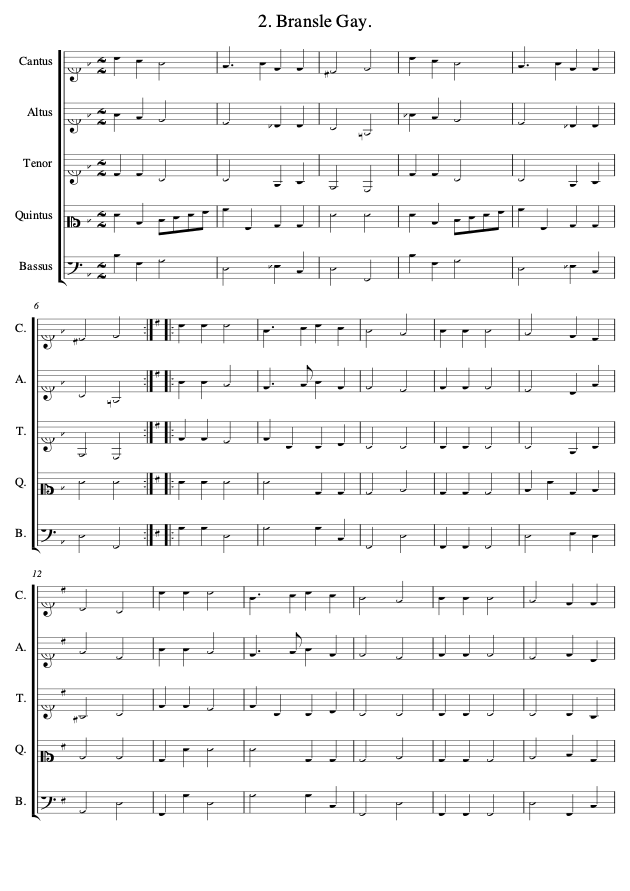 2. Bransle Gay.
Cantus
Altus
Tenor
Quintus
Bassus
6
C.
A.
T.
Q.
B.
12
C.
A.
T.
Q.
B.